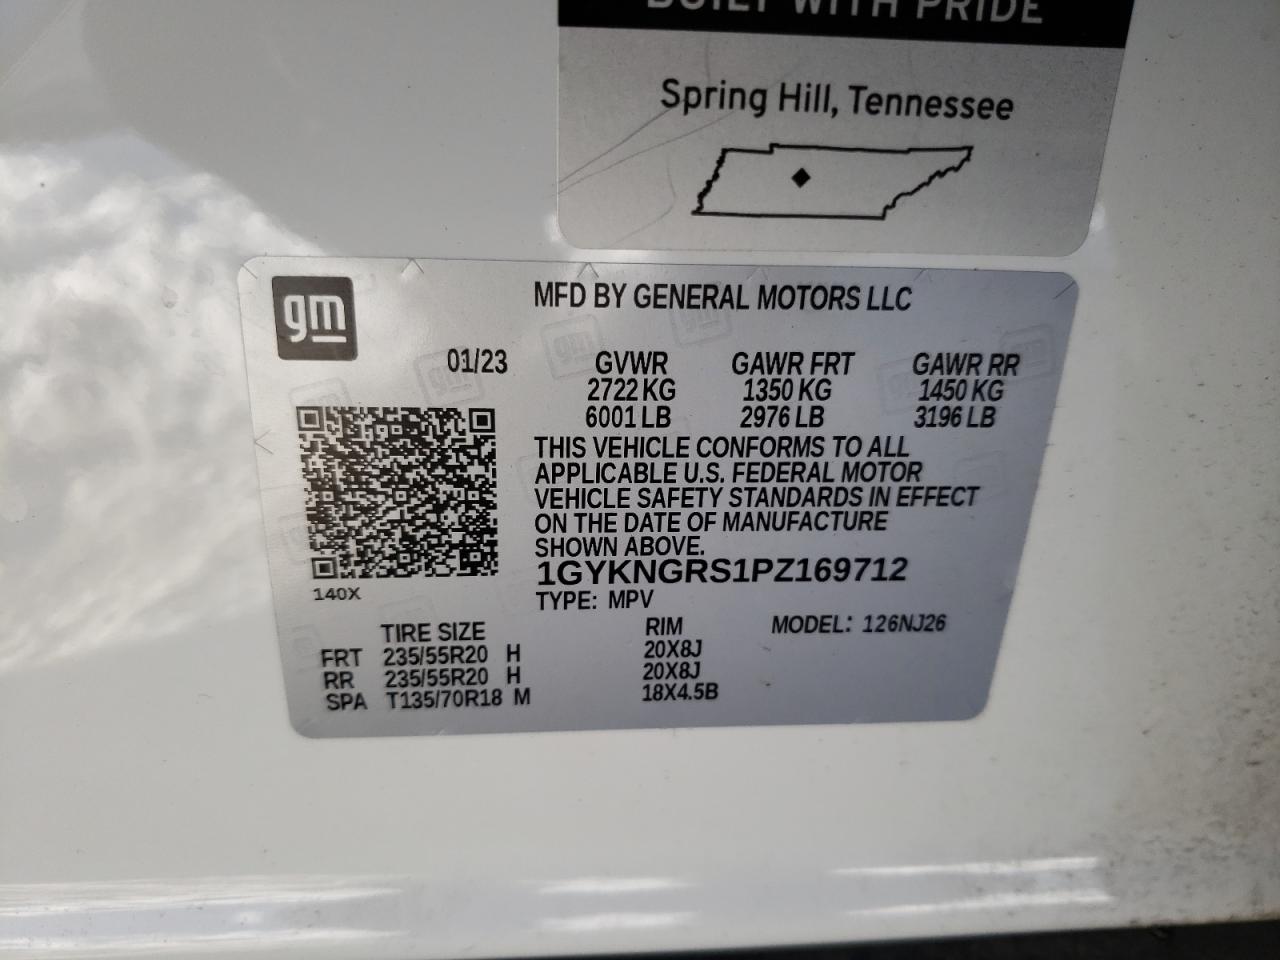 BUILT WITH PRIDE
Spring Hill, Tennessee
gm
MFD BY GENERAL MOTORS LLC
01/23 GVWR GAWR FRT GAWR RR
2722 KG 1350 KG 1450 KG
6001 LB 2976 LB 3196 LB
THIS VEHICLE CONFORMS TO ALL
APPLICABLE U.S. FEDERAL MOTOR
VEHICLE SAFETY STANDARDS IN EFFECT
ON THE DATE OF MANUFACTURE
SHOWN ABOVE.
1GYKNGRS1PZ169712
140X
TYPE: MPV
TIRE SIZE RIM MODEL: 126NJ26
FRT 235/55R20 H 20X8J
RR 235/55R20 H 20X8J
SPA T135/70R18 M 18X4.5B